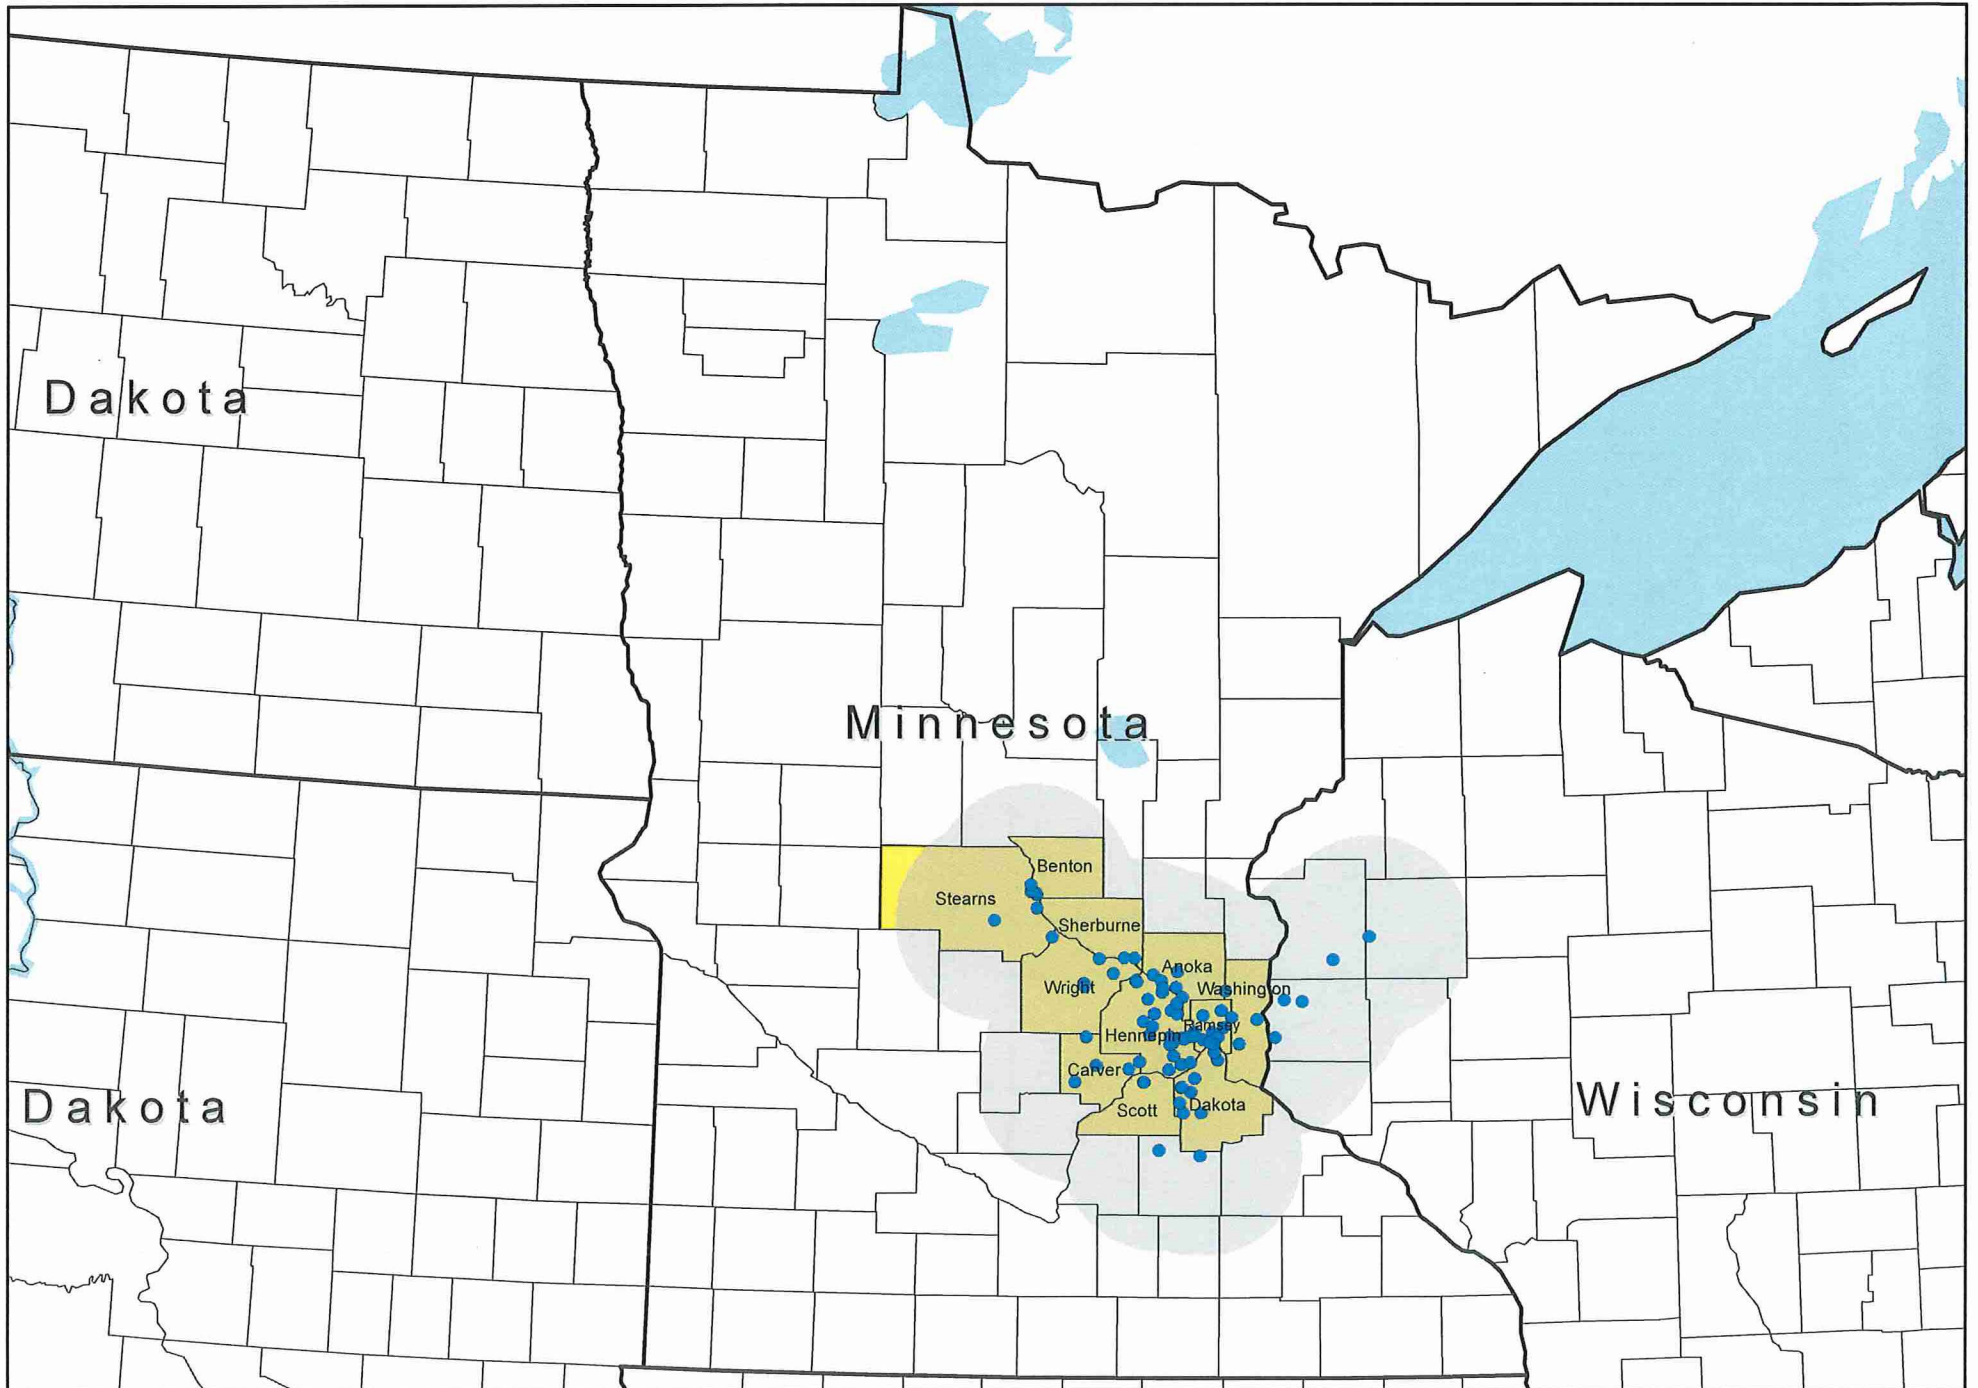 Dakota
Minnesota
Benton
Stearns
Sherburne
Anoka
Wright
Washington
Ramsey
Hennepin
Carver
Dakota
Scott
Dakota
Wisconsin